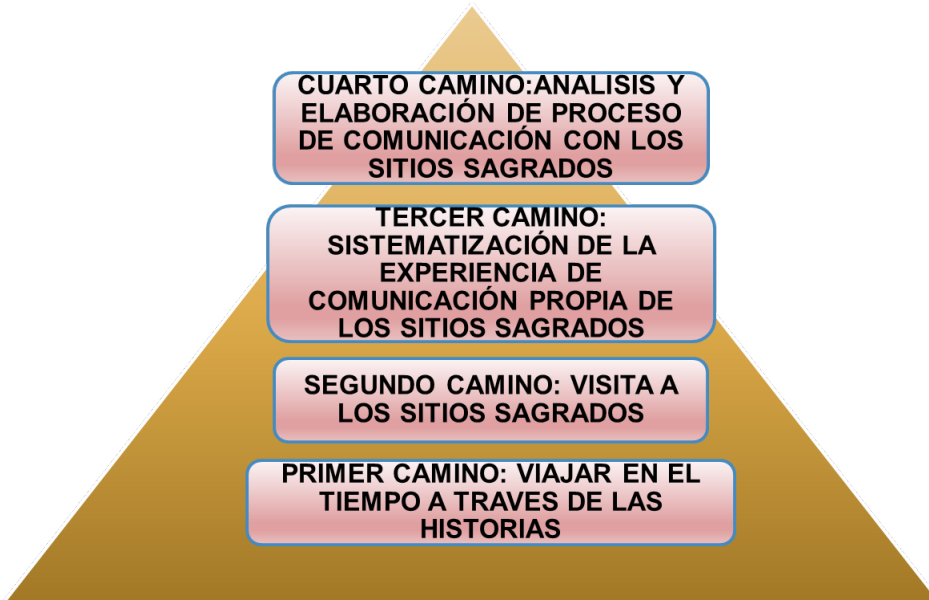 CUARTO CAMINO:ANALISIS Y
ELABORACIÓN DE PROCESO
DE COMUNICACIÓN CON LOS
SITIOS SAGRADOS
TERCER CAMINO:
SISTEMATIZACIÓN DE LA
EXPERIENCIA DE
COMUNICACIÓN PROPIA DE
LOS SITIOS SAGRADOS
SEGUNDO CAMINO: VISITA A
LOS SITIOS SAGRADOS
PRIMER CAMINO: VIAJAR EN EL
TIEMPO A TRAVES DE LAS
HISTORIAS